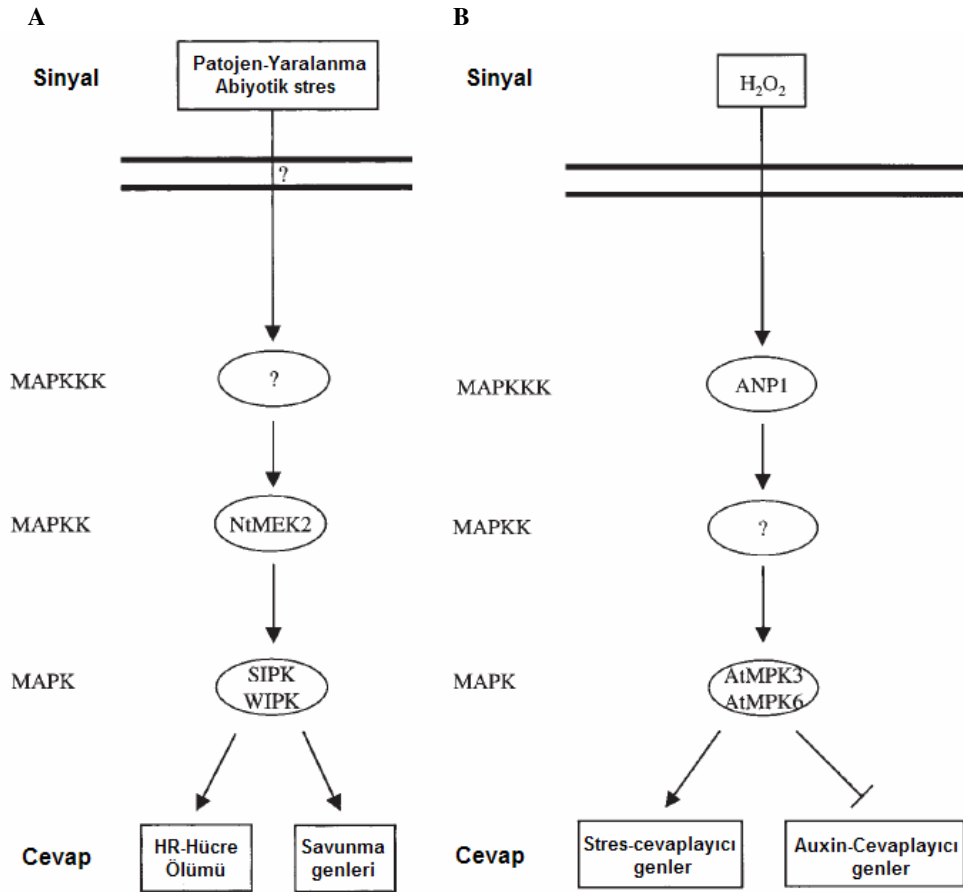 A
Sinyal
Patojen-Yaralanma
Abiyotik stres
?
MAPKKK
?
MAPKK
NtMEK2
MAPK
SIPK
WIPK
Cevap
HR-Hücre
Ölümü
Savunma
genleri
B
Sinyal
H₂O₂
MAPKKK
ANP1
MAPKK
?
MAPK
AtMPK3
AtMPK6
Cevap
Stres-cevaplayıcı
genler
Auxin-Cevaplayıcı
genler